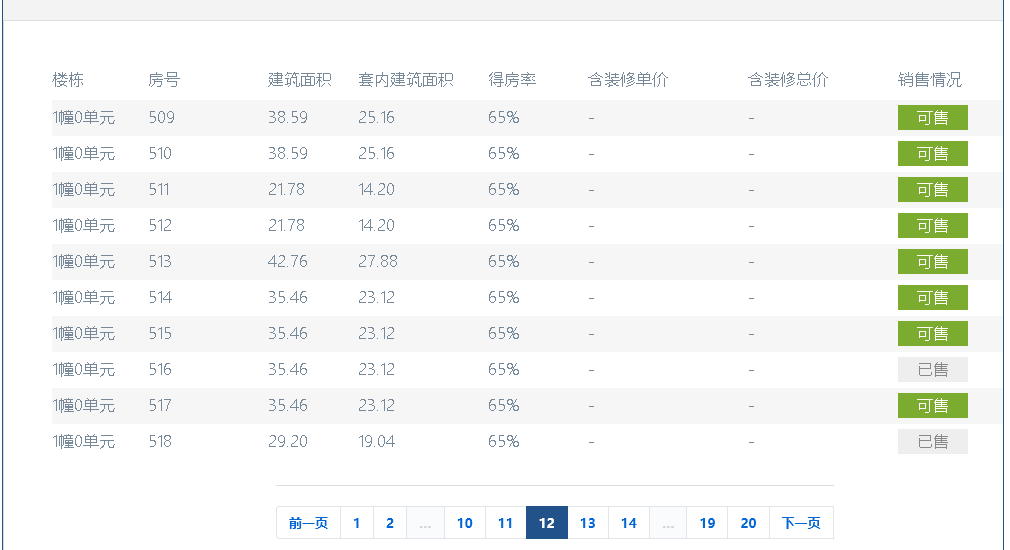 楼栋 房号 建筑面积 套内建筑面积 得房率 含装修单价 含装修总价 销售情况
1幢0单元 509 38.59 25.16 65% - - 可售
1幢0单元 510 38.59 25.16 65% - - 可售
1幢0单元 511 21.78 14.20 65% - - 可售
1幢0单元 512 21.78 14.20 65% - - 可售
1幢0单元 513 42.76 27.88 65% - - 可售
1幢0单元 514 35.46 23.12 65% - - 可售
1幢0单元 515 35.46 23.12 65% - - 可售
1幢0单元 516 35.46 23.12 65% - - 已售
1幢0单元 517 35.46 23.12 65% - - 可售
1幢0单元 518 29.20 19.04 65% - - 已售
前一页 1 2 ... 10 11 12 13 14 ... 19 20 下一页